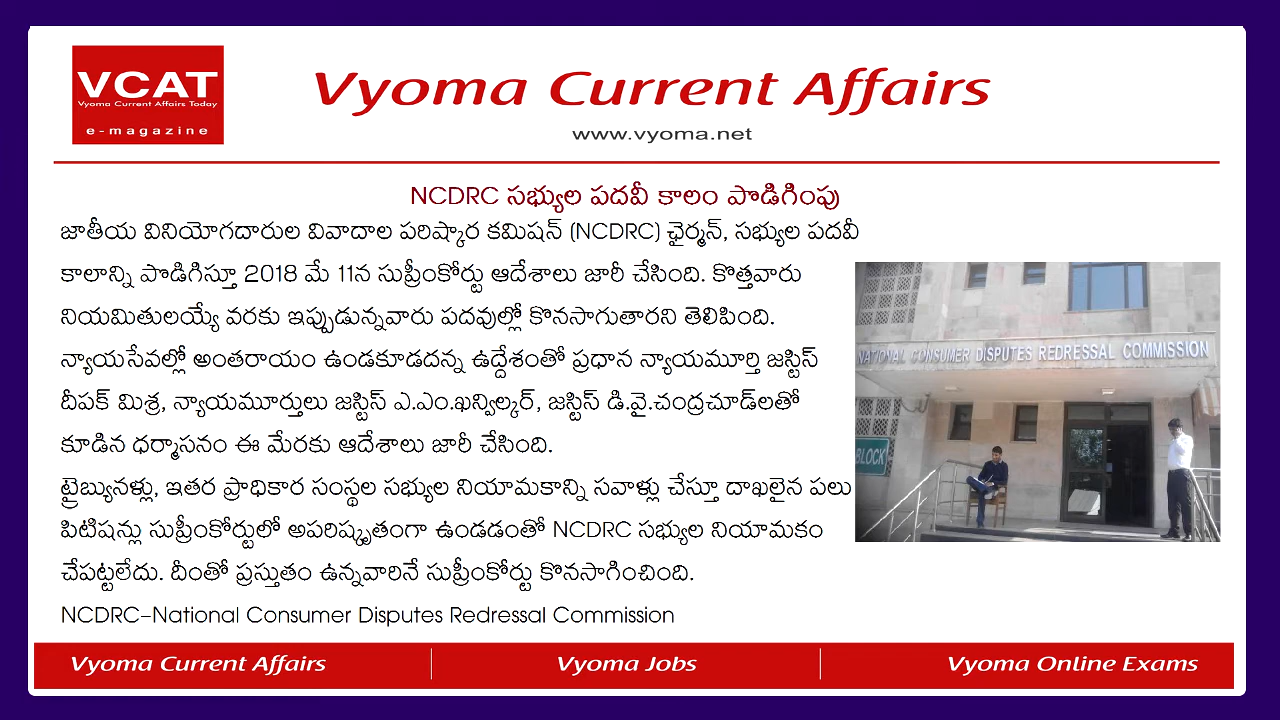 VCAT
Vyoma Current Affairs Today
e-magazine
Vyoma Current Affairs
www.vyoma.net
NCDRC సభ్యుల పదవీ కాలం పొడిగింపు
జాతీయ వినియోగదారుల వివాదాల పరిష్కార కమిషన్ (NCDRC) ఛైర్మన్, సభ్యుల పదవీ
కాలాన్ని పొడిగిస్తూ 2018 మే 11న సుప్రీంకోర్టు ఆదేశాలు జారీ చేసింది. కొత్తవారు
నియమితులయ్యే వరకు ఇప్పుడున్నవారు పదవుల్లో కొనసాగుతారని తెలిపింది.
న్యాయసేవల్లో అంతరాయం ఉండకూడదన్న ఉద్దేశంతో ప్రధాన న్యాయమూర్తి జస్టిస్
దీపక్ మిశ్ర, న్యాయమూర్తులు జస్టిస్ ఎ.ఎం.ఖన్విల్కర్, జస్టిస్ డి.వై.చంద్రచూడ్‌లతో
కూడిన ధర్మాసనం ఈ మేరకు ఆదేశాలు జారీ చేసింది.
ట్రైబ్యునళ్లు, ఇతర ప్రాధికార సంస్థల సభ్యుల నియామకాన్ని సవాళ్లు చేస్తూ దాఖలైన పలు
పిటిషన్లు సుప్రీంకోర్టులో అపరిష్కృతంగా ఉండడంతో NCDRC సభ్యుల నియామకం
చేపట్టలేదు. దీంతో ప్రస్తుతం ఉన్నవారినే సుప్రీంకోర్టు కొనసాగించింది.
NCDRC–National Consumer Disputes Redressal Commission
NATIONAL CONSUMER DISPUTES REDRESSAL COMMISSION
BLOCK
Vyoma Current Affairs
Vyoma Jobs
Vyoma Online Exams